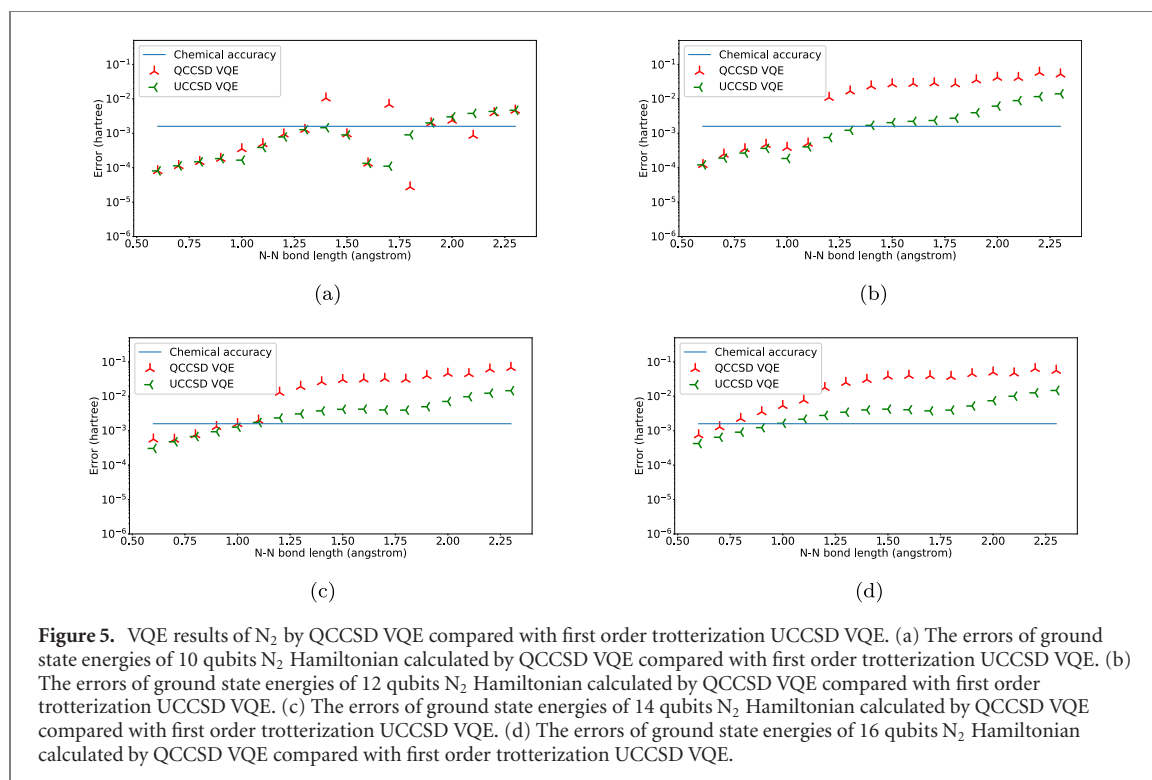 Chemical accuracy
QCCSD VQE
UCCSD VQE
10⁻¹
10⁻²
10⁻³
10⁻⁴
10⁻⁵
10⁻⁶
Error (hartree)
0.50 0.75 1.00 1.25 1.50 1.75 2.00 2.25
N-N bond length (angstrom)
(a)
Chemical accuracy
QCCSD VQE
UCCSD VQE
10⁻¹
10⁻²
10⁻³
10⁻⁴
10⁻⁵
10⁻⁶
Error (hartree)
0.50 0.75 1.00 1.25 1.50 1.75 2.00 2.25
N-N bond length (angstrom)
(b)
Chemical accuracy
QCCSD VQE
UCCSD VQE
10⁻¹
10⁻²
10⁻³
10⁻⁴
10⁻⁵
10⁻⁶
Error (hartree)
0.50 0.75 1.00 1.25 1.50 1.75 2.00 2.25
N-N bond length (angstrom)
(c)
Chemical accuracy
QCCSD VQE
UCCSD VQE
10⁻¹
10⁻²
10⁻³
10⁻⁴
10⁻⁵
10⁻⁶
Error (hartree)
0.50 0.75 1.00 1.25 1.50 1.75 2.00 2.25
N-N bond length (angstrom)
(d)
Figure 5. VQE results of N₂ by QCCSD VQE compared with first order trotterization UCCSD VQE. (a) The errors of ground
state energies of 10 qubits N₂ Hamiltonian calculated by QCCSD VQE compared with first order trotterization UCCSD VQE. (b)
The errors of ground state energies of 12 qubits N₂ Hamiltonian calculated by QCCSD VQE compared with first order
trotterization UCCSD VQE. (c) The errors of ground state energies of 14 qubits N₂ Hamiltonian calculated by QCCSD VQE
compared with first order trotterization UCCSD VQE. (d) The errors of ground state energies of 16 qubits N₂ Hamiltonian
calculated by QCCSD VQE compared with first order trotterization UCCSD VQE.